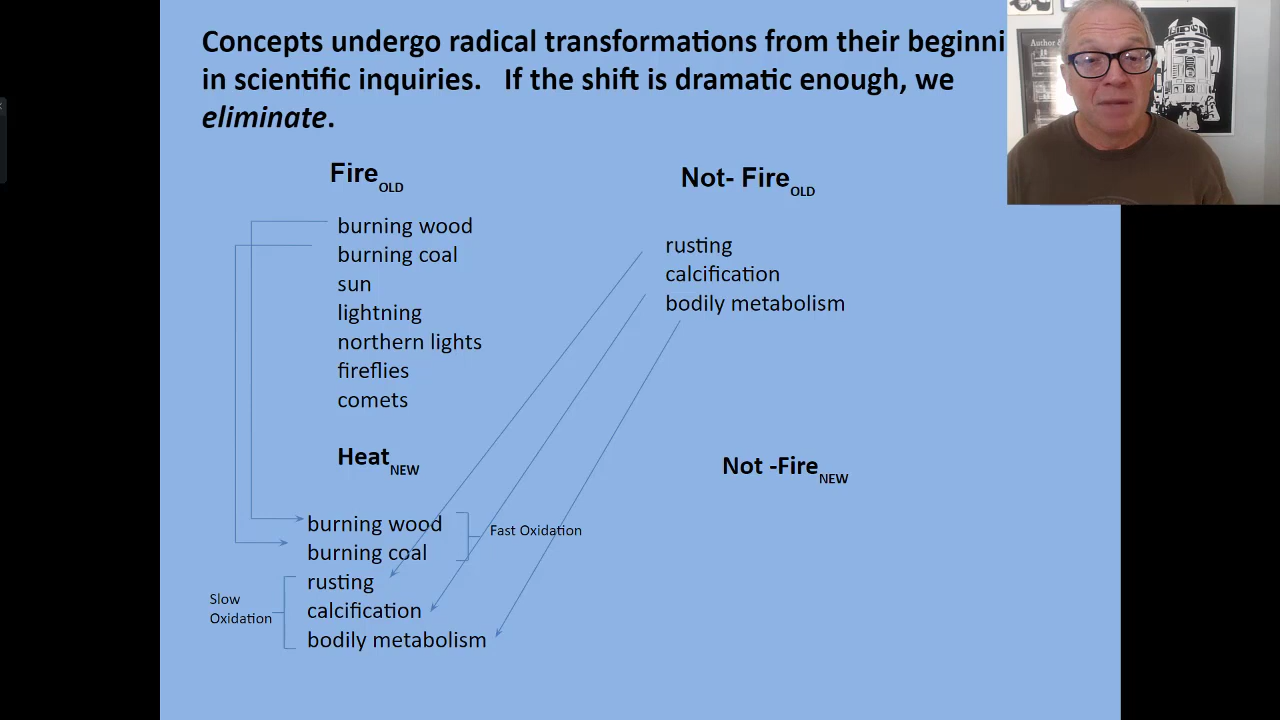 Concepts undergo radical transformations from their beginni
in scientific inquiries. If the shift is dramatic enough, we
eliminate.
Fire OLD
Not- Fire OLD
burning wood
burning coal
sun
lightning
northern lights
fireflies
comets
rusting
calcification
bodily metabolism
Heat NEW
Not -Fire NEW
burning wood
burning coal
rusting
calcification
bodily metabolism
Fast Oxidation
Slow
Oxidation
Author &